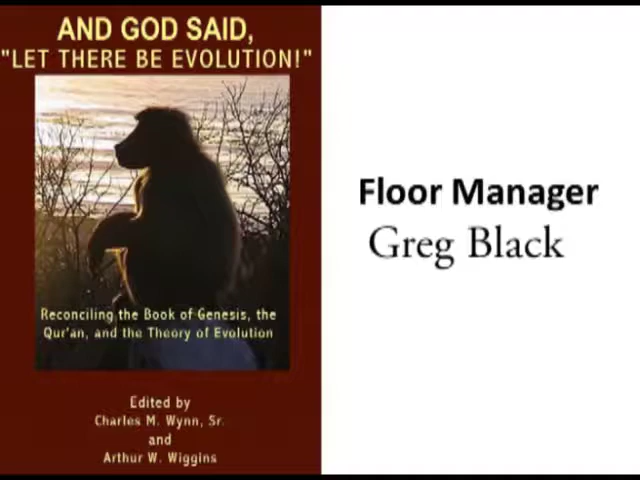 AND GOD SAID,
"LET THERE BE EVOLUTION!"
Reconciling the Book of Genesis, the
Qur'an, and the Theory of Evolution
Edited by
Charles M. Wynn, Sr.
and
Arthur W. Wiggins
Floor Manager
Greg Black